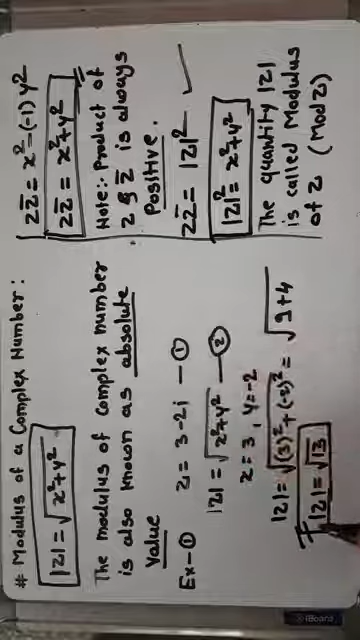 # Modulus of a Complex Number:
|z| = √x²+y²
The modulus of Complex number
is also known as absolute
value
Ex-① z = 3-2i — ①
|z| = √x²+y² — ②
x = 3, y = -2
|z| = √(3)²+(-2)² = √9+4
|z| = √13
zz̄ = x²-(-1)y²
zz̄ = x²+y²
Note:- Product of
z & z̄ is always
Positive.
zz̄ = |z|²
|z|² = x²+y²
The quantity |z|
is called Modulus
of z (Mod z)
iBoard